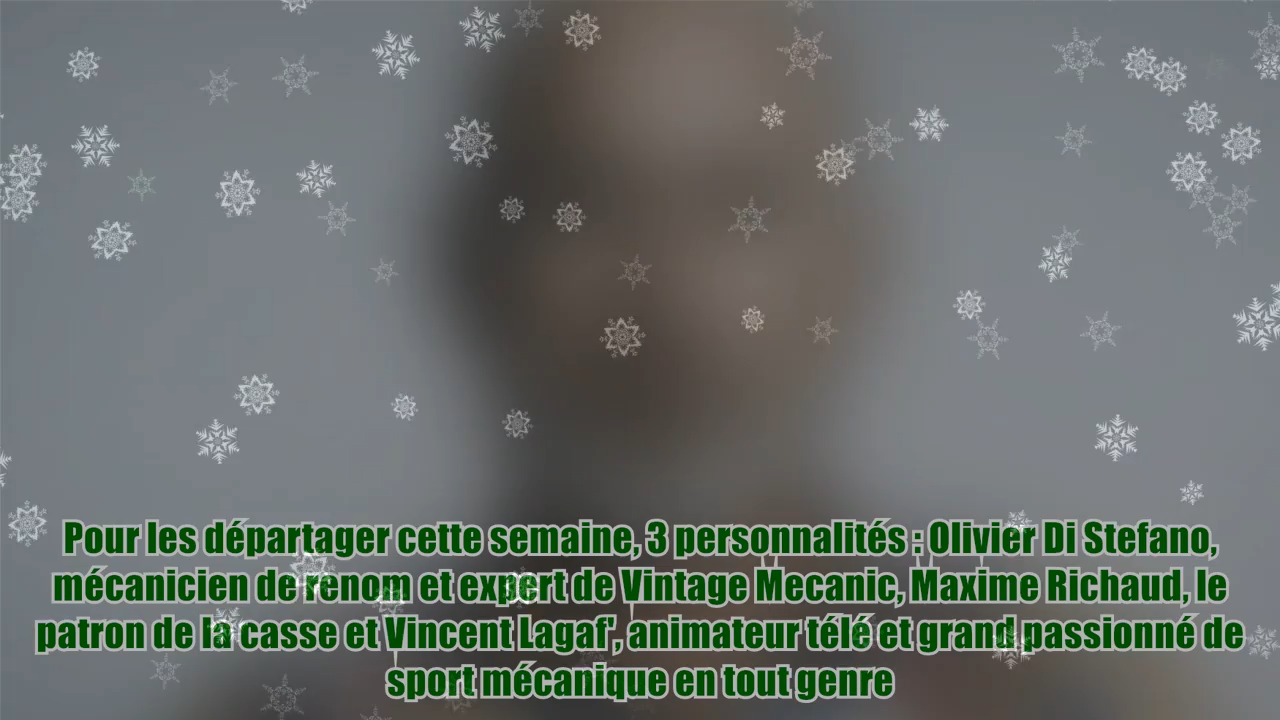 Pour les départager cette semaine, 3 personnalités : Olivier Di Stefano,
mécanicien de renom et expert de Vintage Mecanic, Maxime Richaud, le
patron de la casse et Vincent Lagaf', animateur télé et grand passionné de
sport mécanique en tout genre